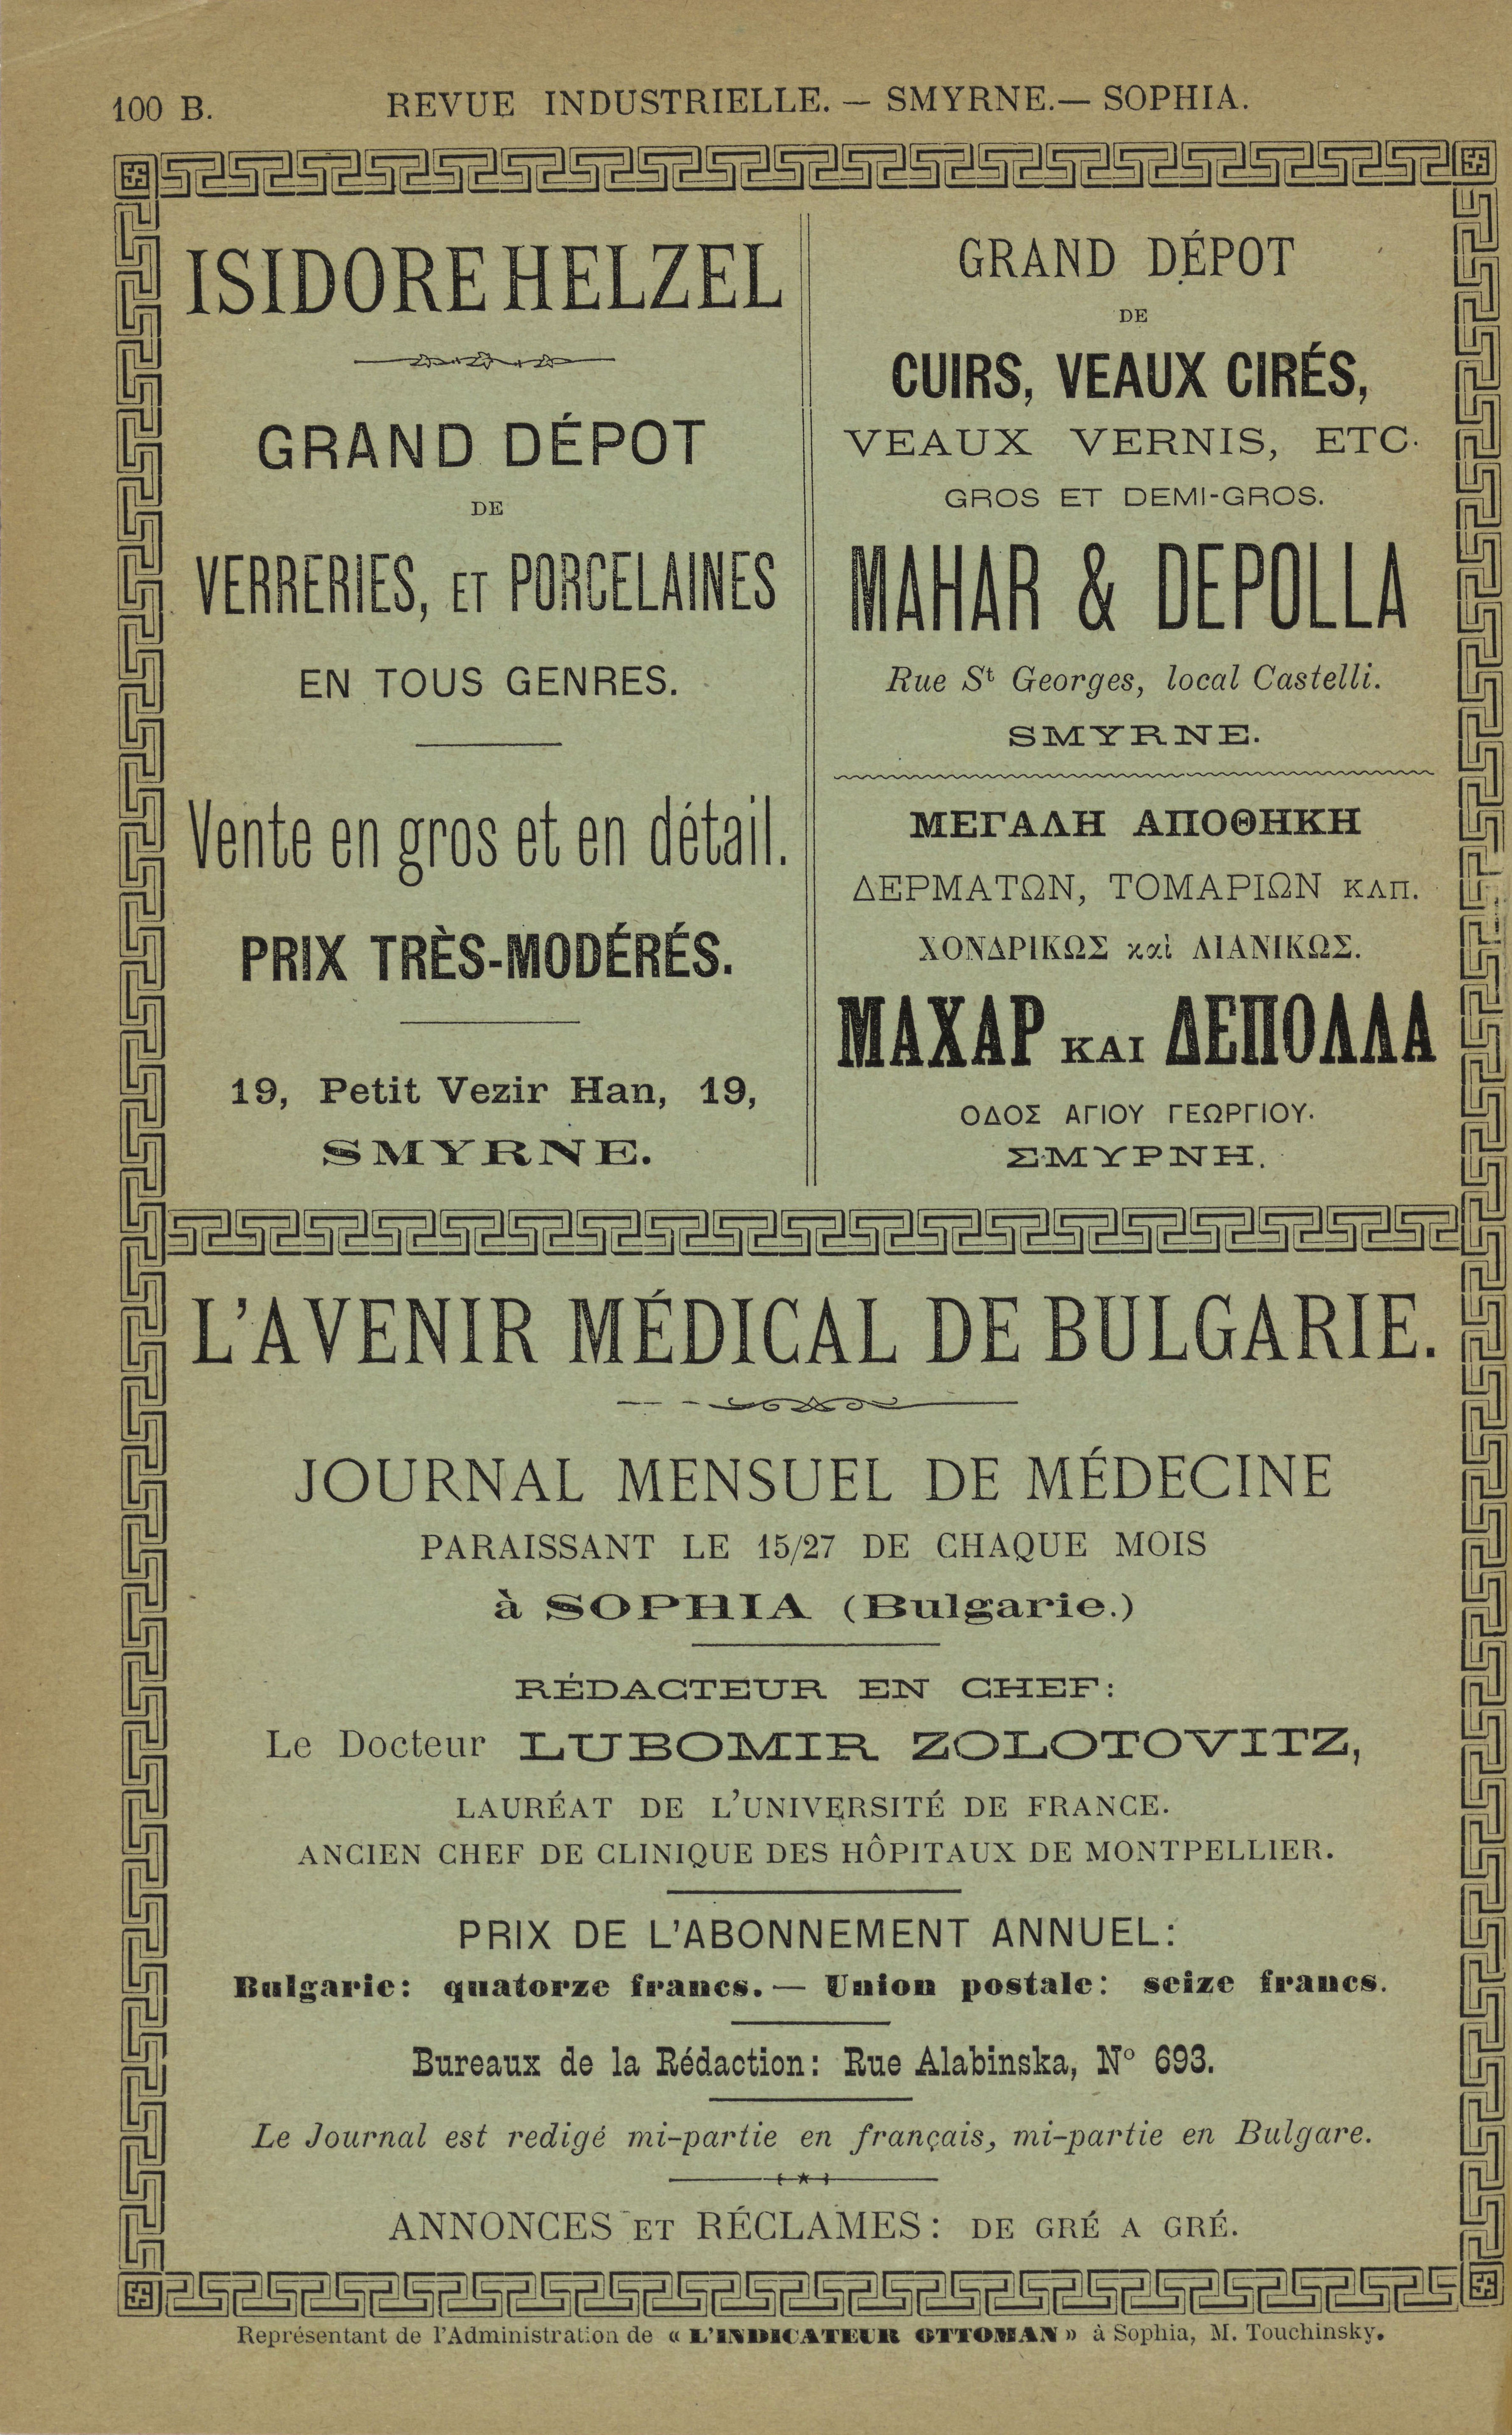 100 B.
REVUE INDUSTRIELLE. — SMYRNE.— SOPHIA.
ISIDORE HELZEL
GRAND DÉPOT
DE
VERRERIES, ET PORCELAINES
EN TOUS GENRES.
Vente en gros et en détail.
PRIX TRÈS-MODÉRÉS.
19, Petit Vezir Han, 19,
SMYRNE.
GRAND DÉPOT
DE
CUIRS, VEAUX CIRÉS,
VEAUX VERNIS, ETC.
GROS ET DEMI-GROS.
MAHAR & DEPOLLA
Rue St Georges, local Castelli.
SMYRNE.
ΜΕΓΑΛΗ ΑΠΟΘΗΚΗ
ΔΕΡΜΑΤΩΝ, ΤΟΜΑΡΙΩΝ ΚΛΠ.
ΧΟΝΔΡΙΚΩΣ καὶ ΛΙΑΝΙΚΩΣ.
ΜΑΧΑΡ ΚΑΙ ΔΕΠΟΛΛΑ
ΟΔΟΣ ΑΓΙΟΥ ΓΕΩΡΓΙΟΥ.
ΣΜΥΡΝΗ.
L'AVENIR MÉDICAL DE BULGARIE.
JOURNAL MENSUEL DE MÉDECINE
PARAISSANT LE 15/27 DE CHAQUE MOIS
à SOPHIA (Bulgarie.)
RÉDACTEUR EN CHEF:
Le Docteur LUBOMIR ZOLOTOVITZ,
LAURÉAT DE L'UNIVERSITÉ DE FRANCE.
ANCIEN CHEF DE CLINIQUE DES HÔPITAUX DE MONTPELLIER.
PRIX DE L'ABONNEMENT ANNUEL:
Bulgarie: quatorze francs. — Union postale: seize francs.
Bureaux de la Rédaction: Rue Alabinska, No 693.
Le Journal est redigé mi-partie en français, mi-partie en Bulgare.
ANNONCES ET RÉCLAMES: DE GRÉ A GRÉ.
Représentant de l'Administration de « L'INDICATEUR OTTOMAN » à Sophia, M. Touchinsky.